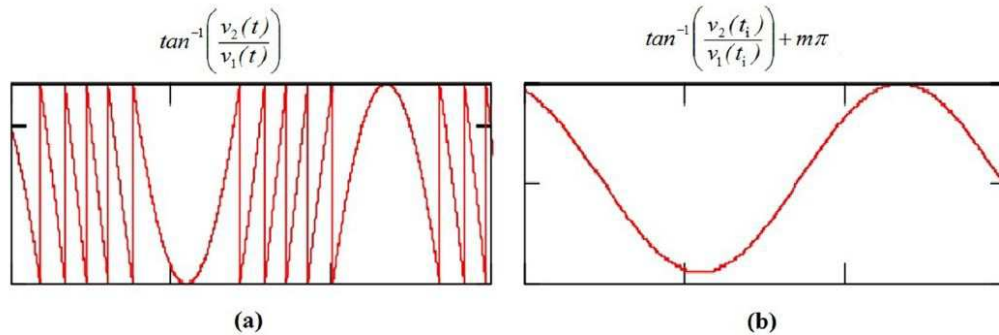 tan⁻¹(v₂(t)/v₁(t))
tan⁻¹(v₂(tᵢ)/v₁(tᵢ))+mπ
(a)
(b)